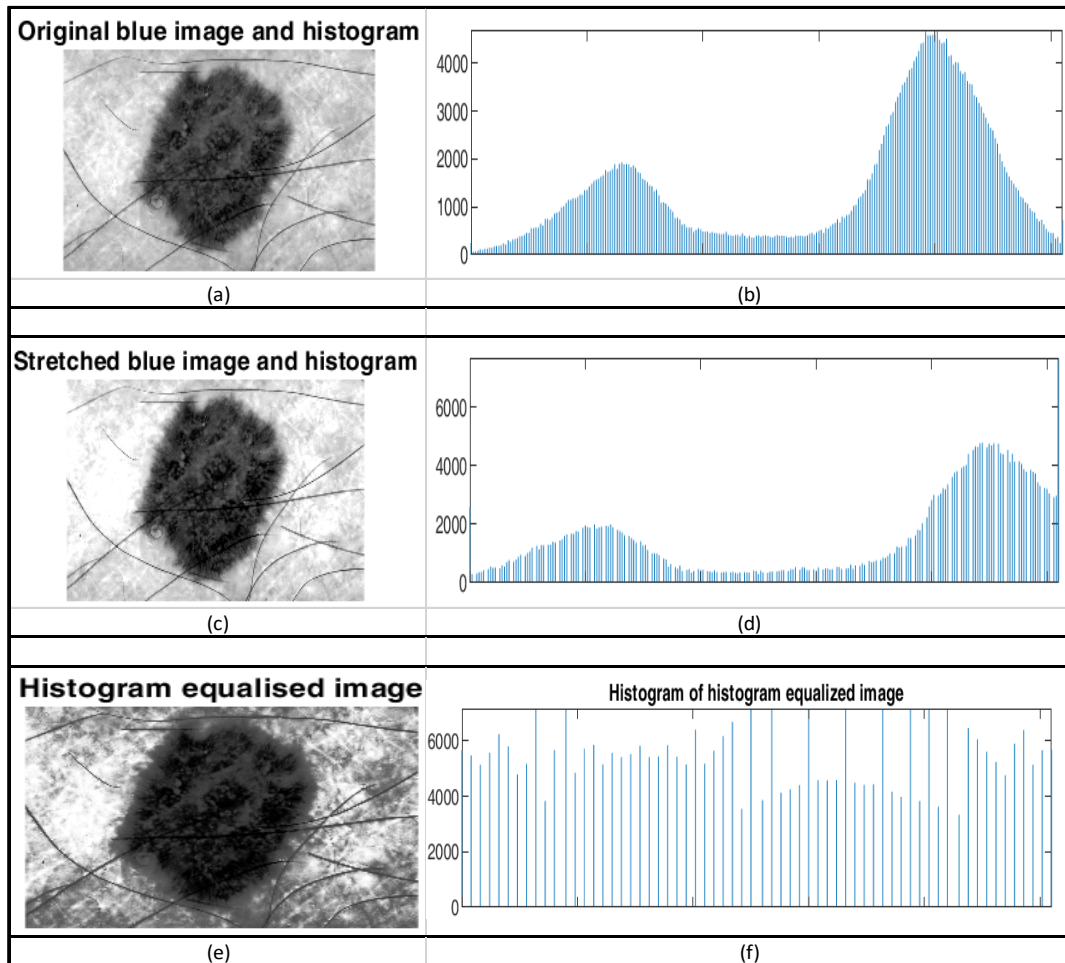 Original blue image and histogram
4000
3000
2000
1000
0
(a)
(b)
Stretched blue image and histogram
6000
4000
2000
0
(c)
(d)
Histogram equalised image
Histogram of histogram equalized image
6000
4000
2000
0
(e)
(f)